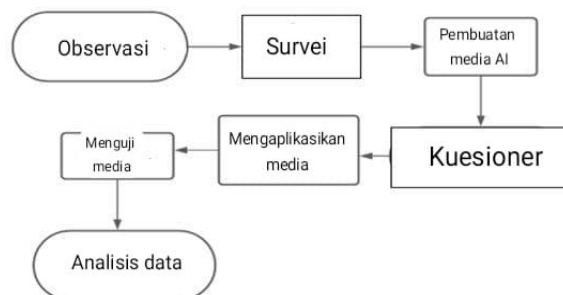 Observasi
Survei
Pembuatan
media AI
Kuesioner
Mengaplikasikan
media
Menguji
media
Analisis data